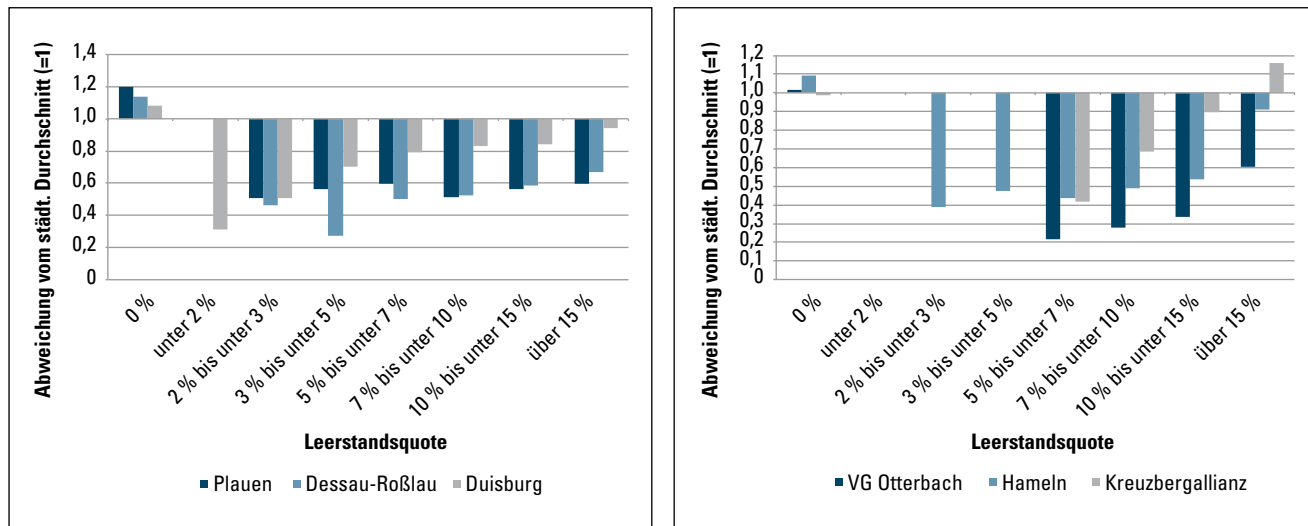 Abweichung vom städt. Durchschnitt (=1)
1,4
1,2
1,0
0,8
0,6
0,4
0,2
0
0 %
unter 2 %
2 % bis unter 3 %
3 % bis unter 5 %
5 % bis unter 7 %
7 % bis unter 10 %
10 % bis unter 15 %
über 15 %
Leerstandsquote
Plauen Dessau-Roßlau Duisburg
Abweichung vom städt. Durchschnitt (=1)
1,2
1,1
1,0
0,9
0,8
0,7
0,6
0,5
0,4
0,3
0,2
0,1
0
0 %
unter 2 %
2 % bis unter 3 %
3 % bis unter 5 %
5 % bis unter 7 %
7 % bis unter 10 %
10 % bis unter 15 %
über 15 %
Leerstandsquote
VG Otterbach Hameln Kreuzbergallianz